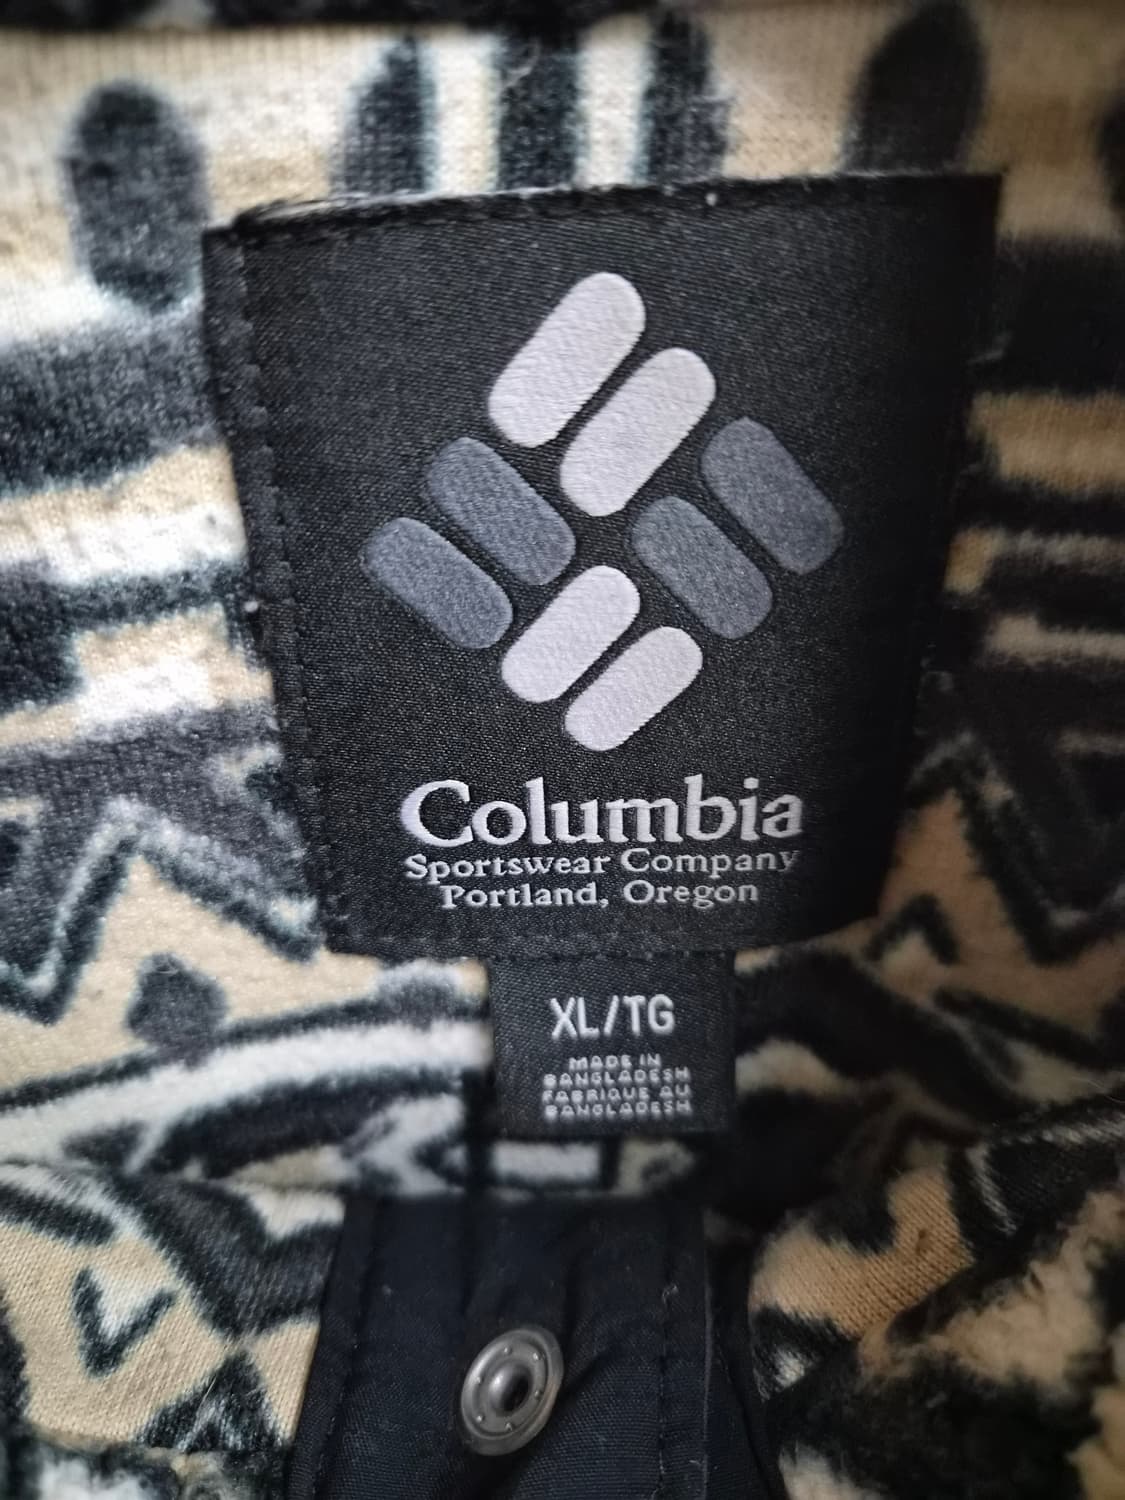 Columbia
Sportswear Company
Portland, Oregon
XL/TG
MADE IN
BANGLADESH
FABRIQUE AU
BANGLADESH